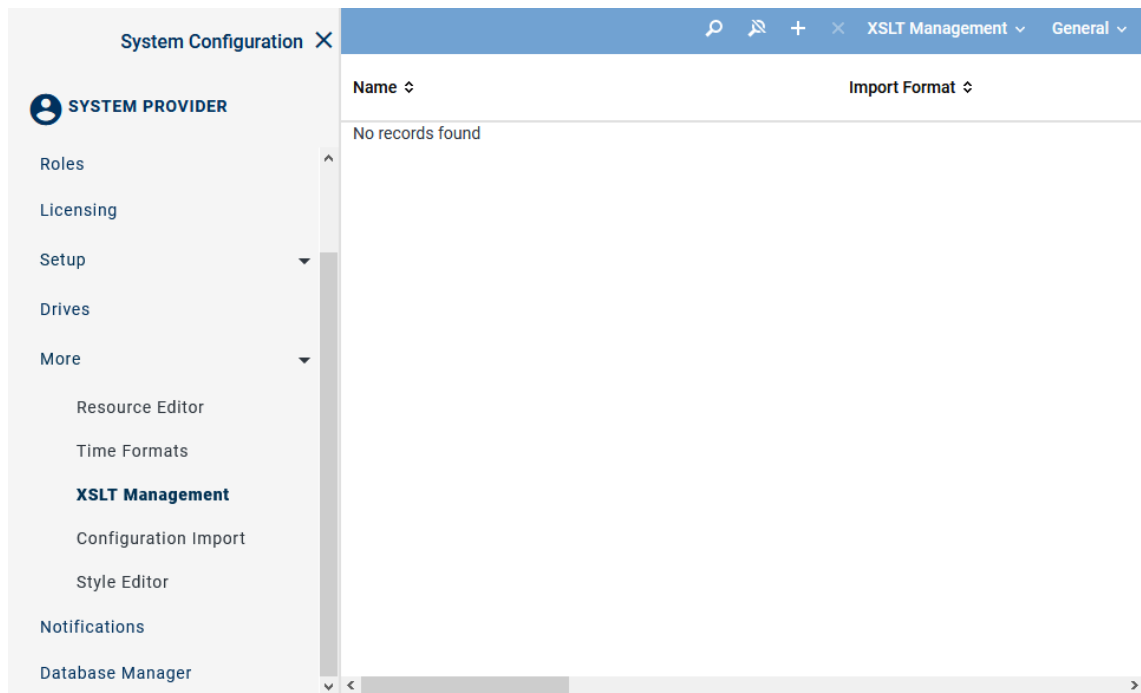 System Configuration
SYSTEM PROVIDER
Roles
Licensing
Setup
Drives
More
Resource Editor
Time Formats
XSLT Management
Configuration Import
Style Editor
Notifications
Database Manager
XSLT Management General
Name Import Format
No records found